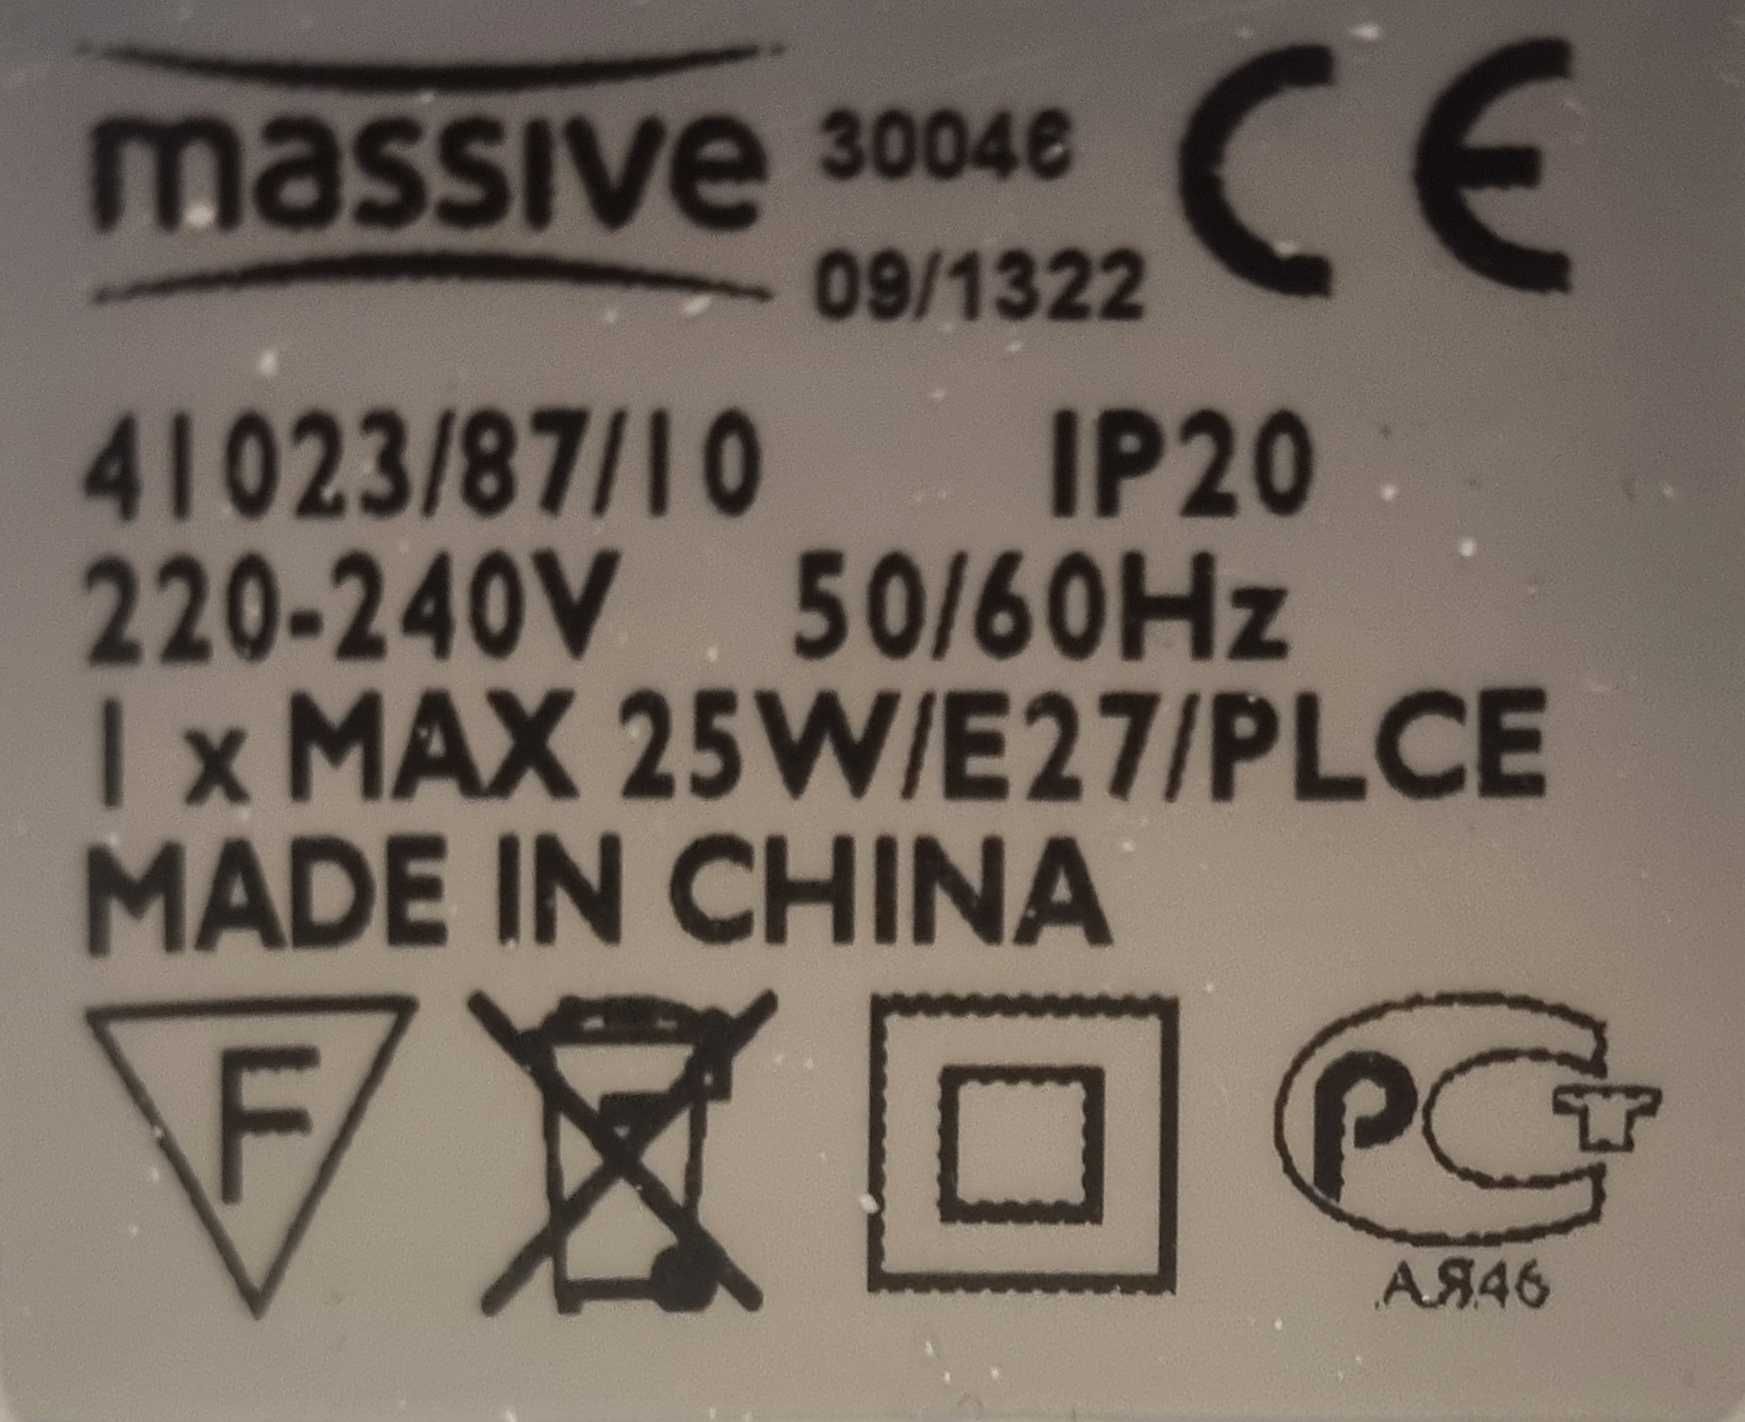 massive 30046 CE
09/1322
41023/87/10 IP20
220-240V 50/60Hz
1 x MAX 25W/E27/PLCE
MADE IN CHINA
F PCT
АЯ46